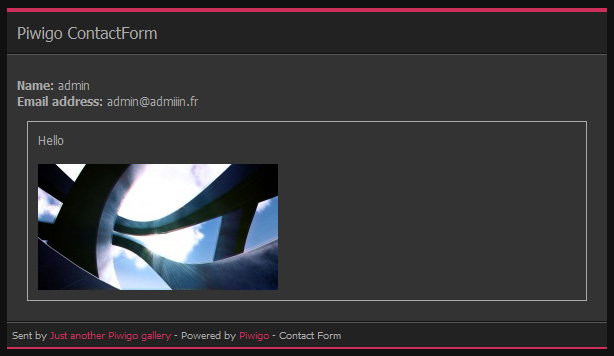 Piwigo ContactForm
Name: admin
Email address: admin@admiiin.fr
Hello
Sent by Just another Piwigo gallery - Powered by Piwigo - Contact Form